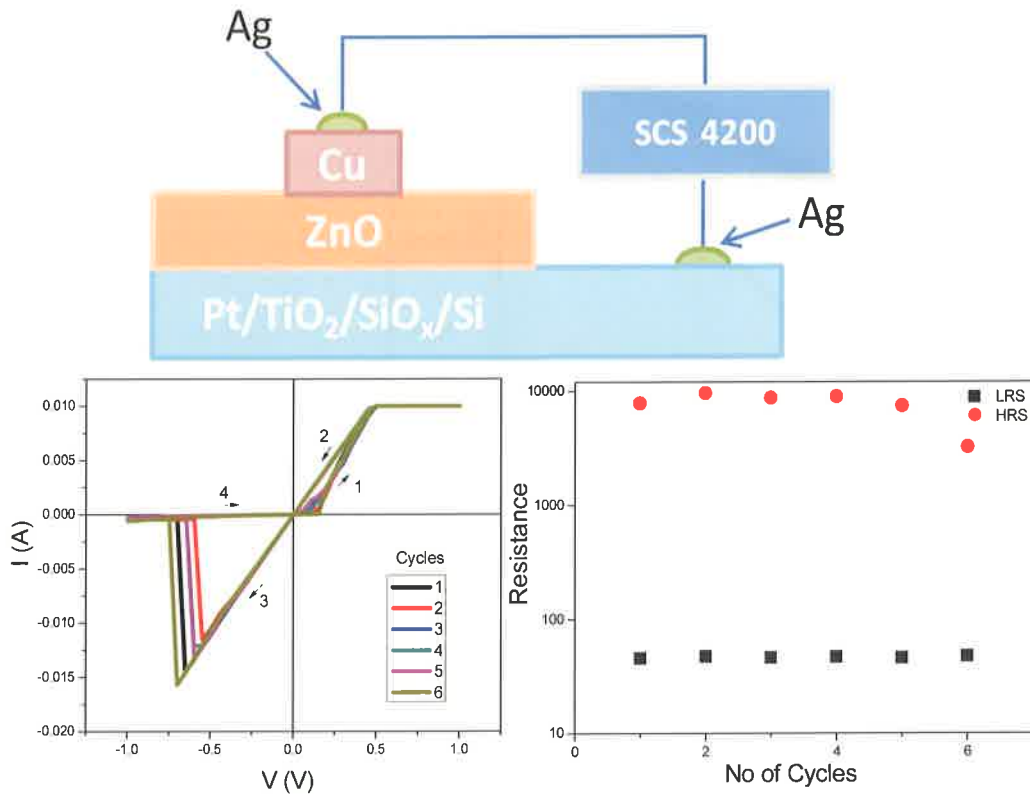 Ag
SCS 4200
Cu
Ag
ZnO
Pt/TiO₂/SiOₓ/Si
0.010
0.005
0.000
-0.005
-0.010
-0.015
-0.020
I (A)
2
1
4
3
Cycles
1
2
3
4
5
6
-1.0
-0.5
0.0
0.5
1.0
V (V)
10000
1000
100
10
Resistance
LRS
HRS
0
2
4
6
No of Cycles